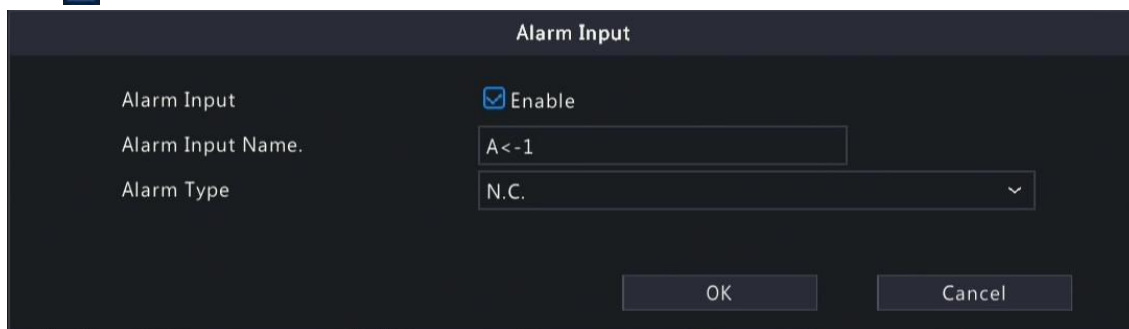 Alarm Input
Alarm Input Enable
Alarm Input Name. A<-1
Alarm Type N.C.
OK Cancel